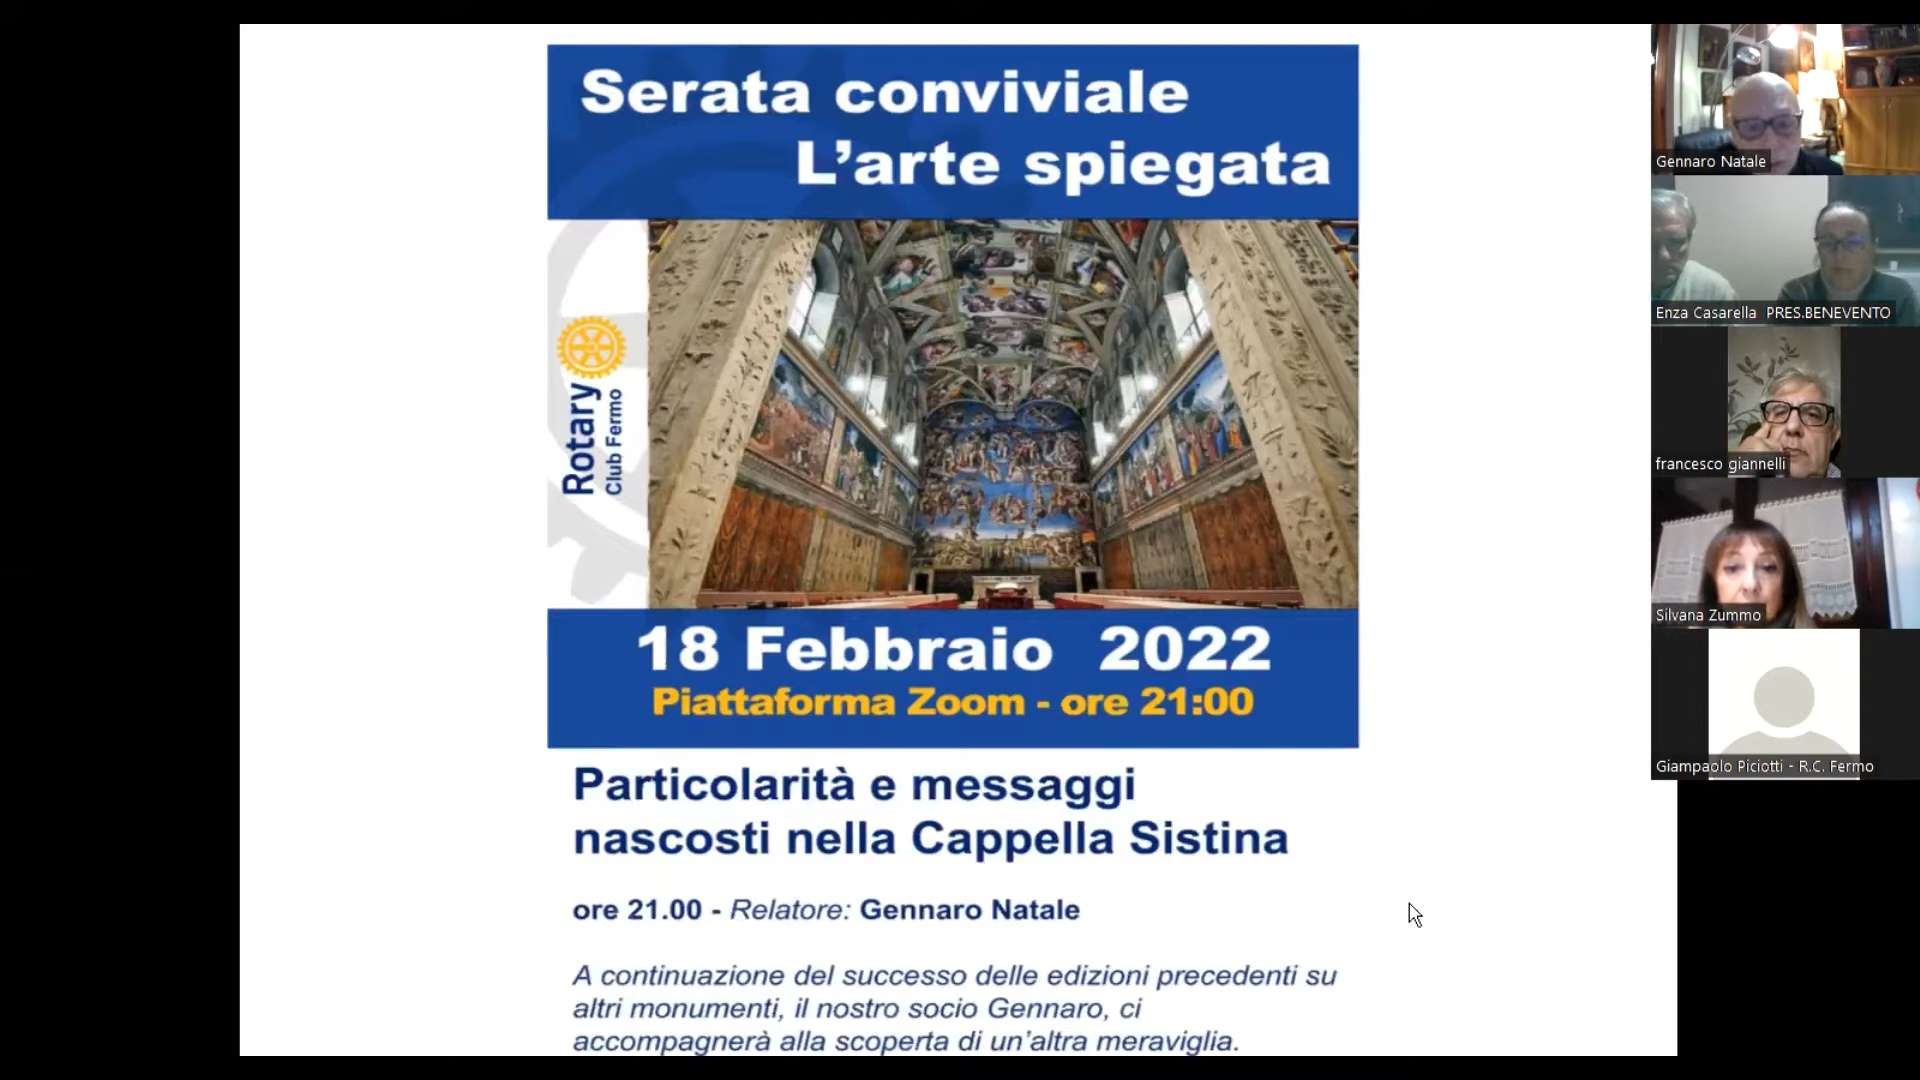 Serata conviviale
L’arte spiegata
Rotary
Club Fermo
18 Febbraio 2022
Piattaforma Zoom - ore 21:00
Particolarità e messaggi
nascosti nella Cappella Sistina
ore 21.00 - Relatore: Gennaro Natale
A continuazione del successo delle edizioni precedenti su
altri monumenti, il nostro socio Gennaro, ci
accompagnerà alla scoperta di un’altra meraviglia.
Gennaro Natale
Enza Casarella PRES.BENEVENTO
francesco giannelli
Silvana Zummo
Giampaolo Piciotti - R.C. Fermo